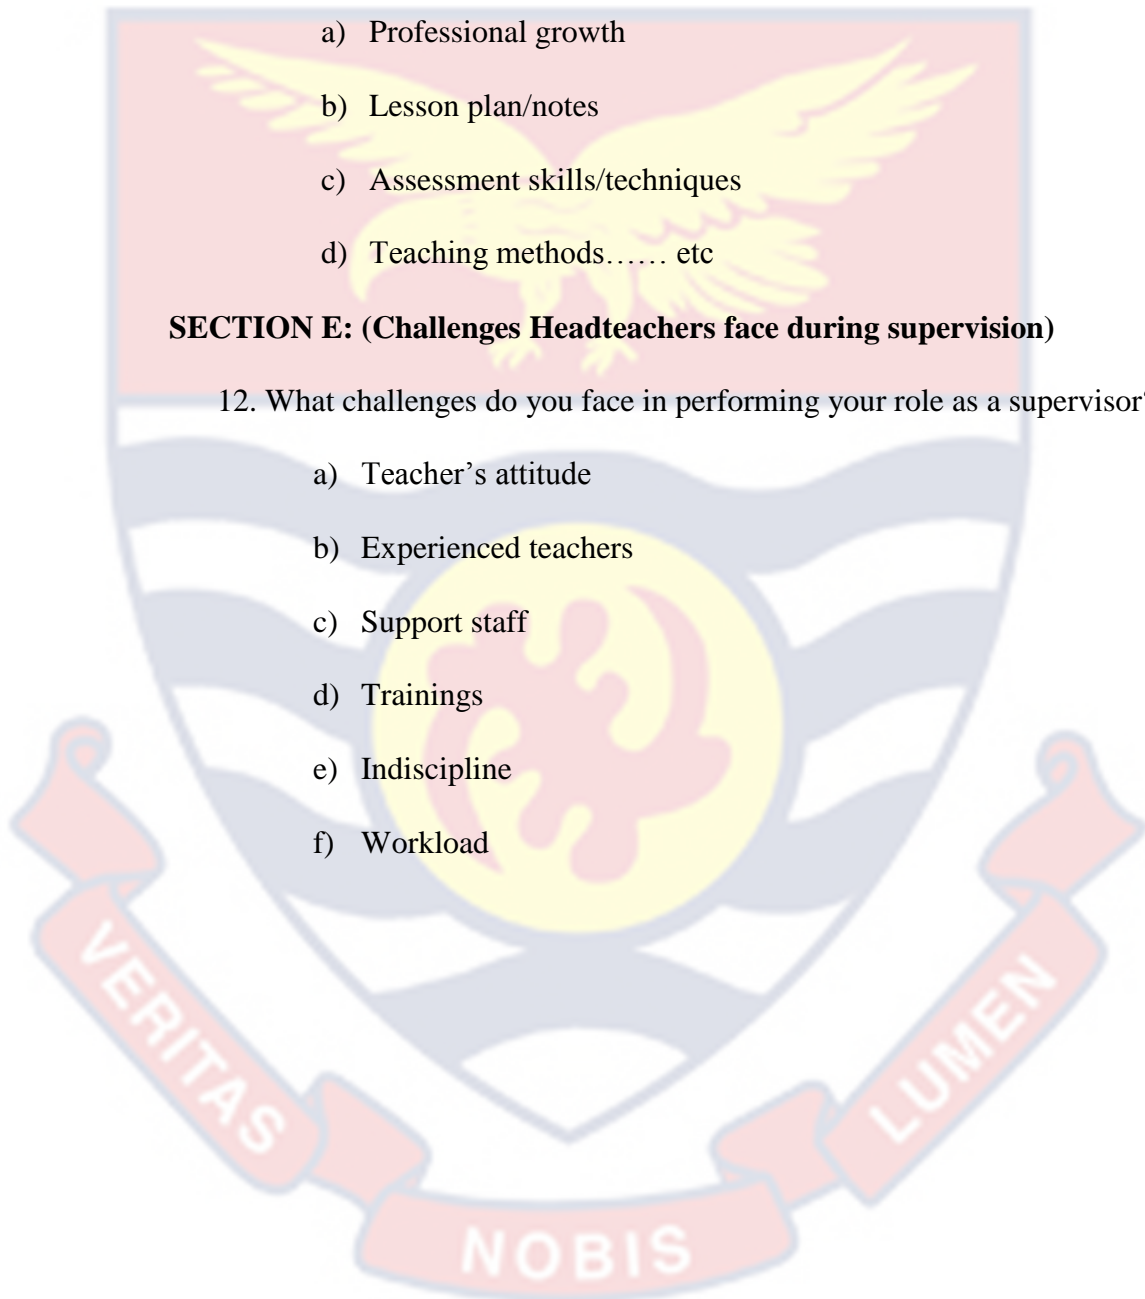 a) Professional growth
b) Lesson plan/notes
c) Assessment skills/techniques
d) Teaching methods…… etc
SECTION E: (Challenges Headteachers face during supervision)
12. What challenges do you face in performing your role as a supervisor?
a) Teacher’s attitude
b) Experienced teachers
c) Support staff
d) Trainings
e) Indiscipline
f) Workload
VERITAS
NOBIS
LUMEN